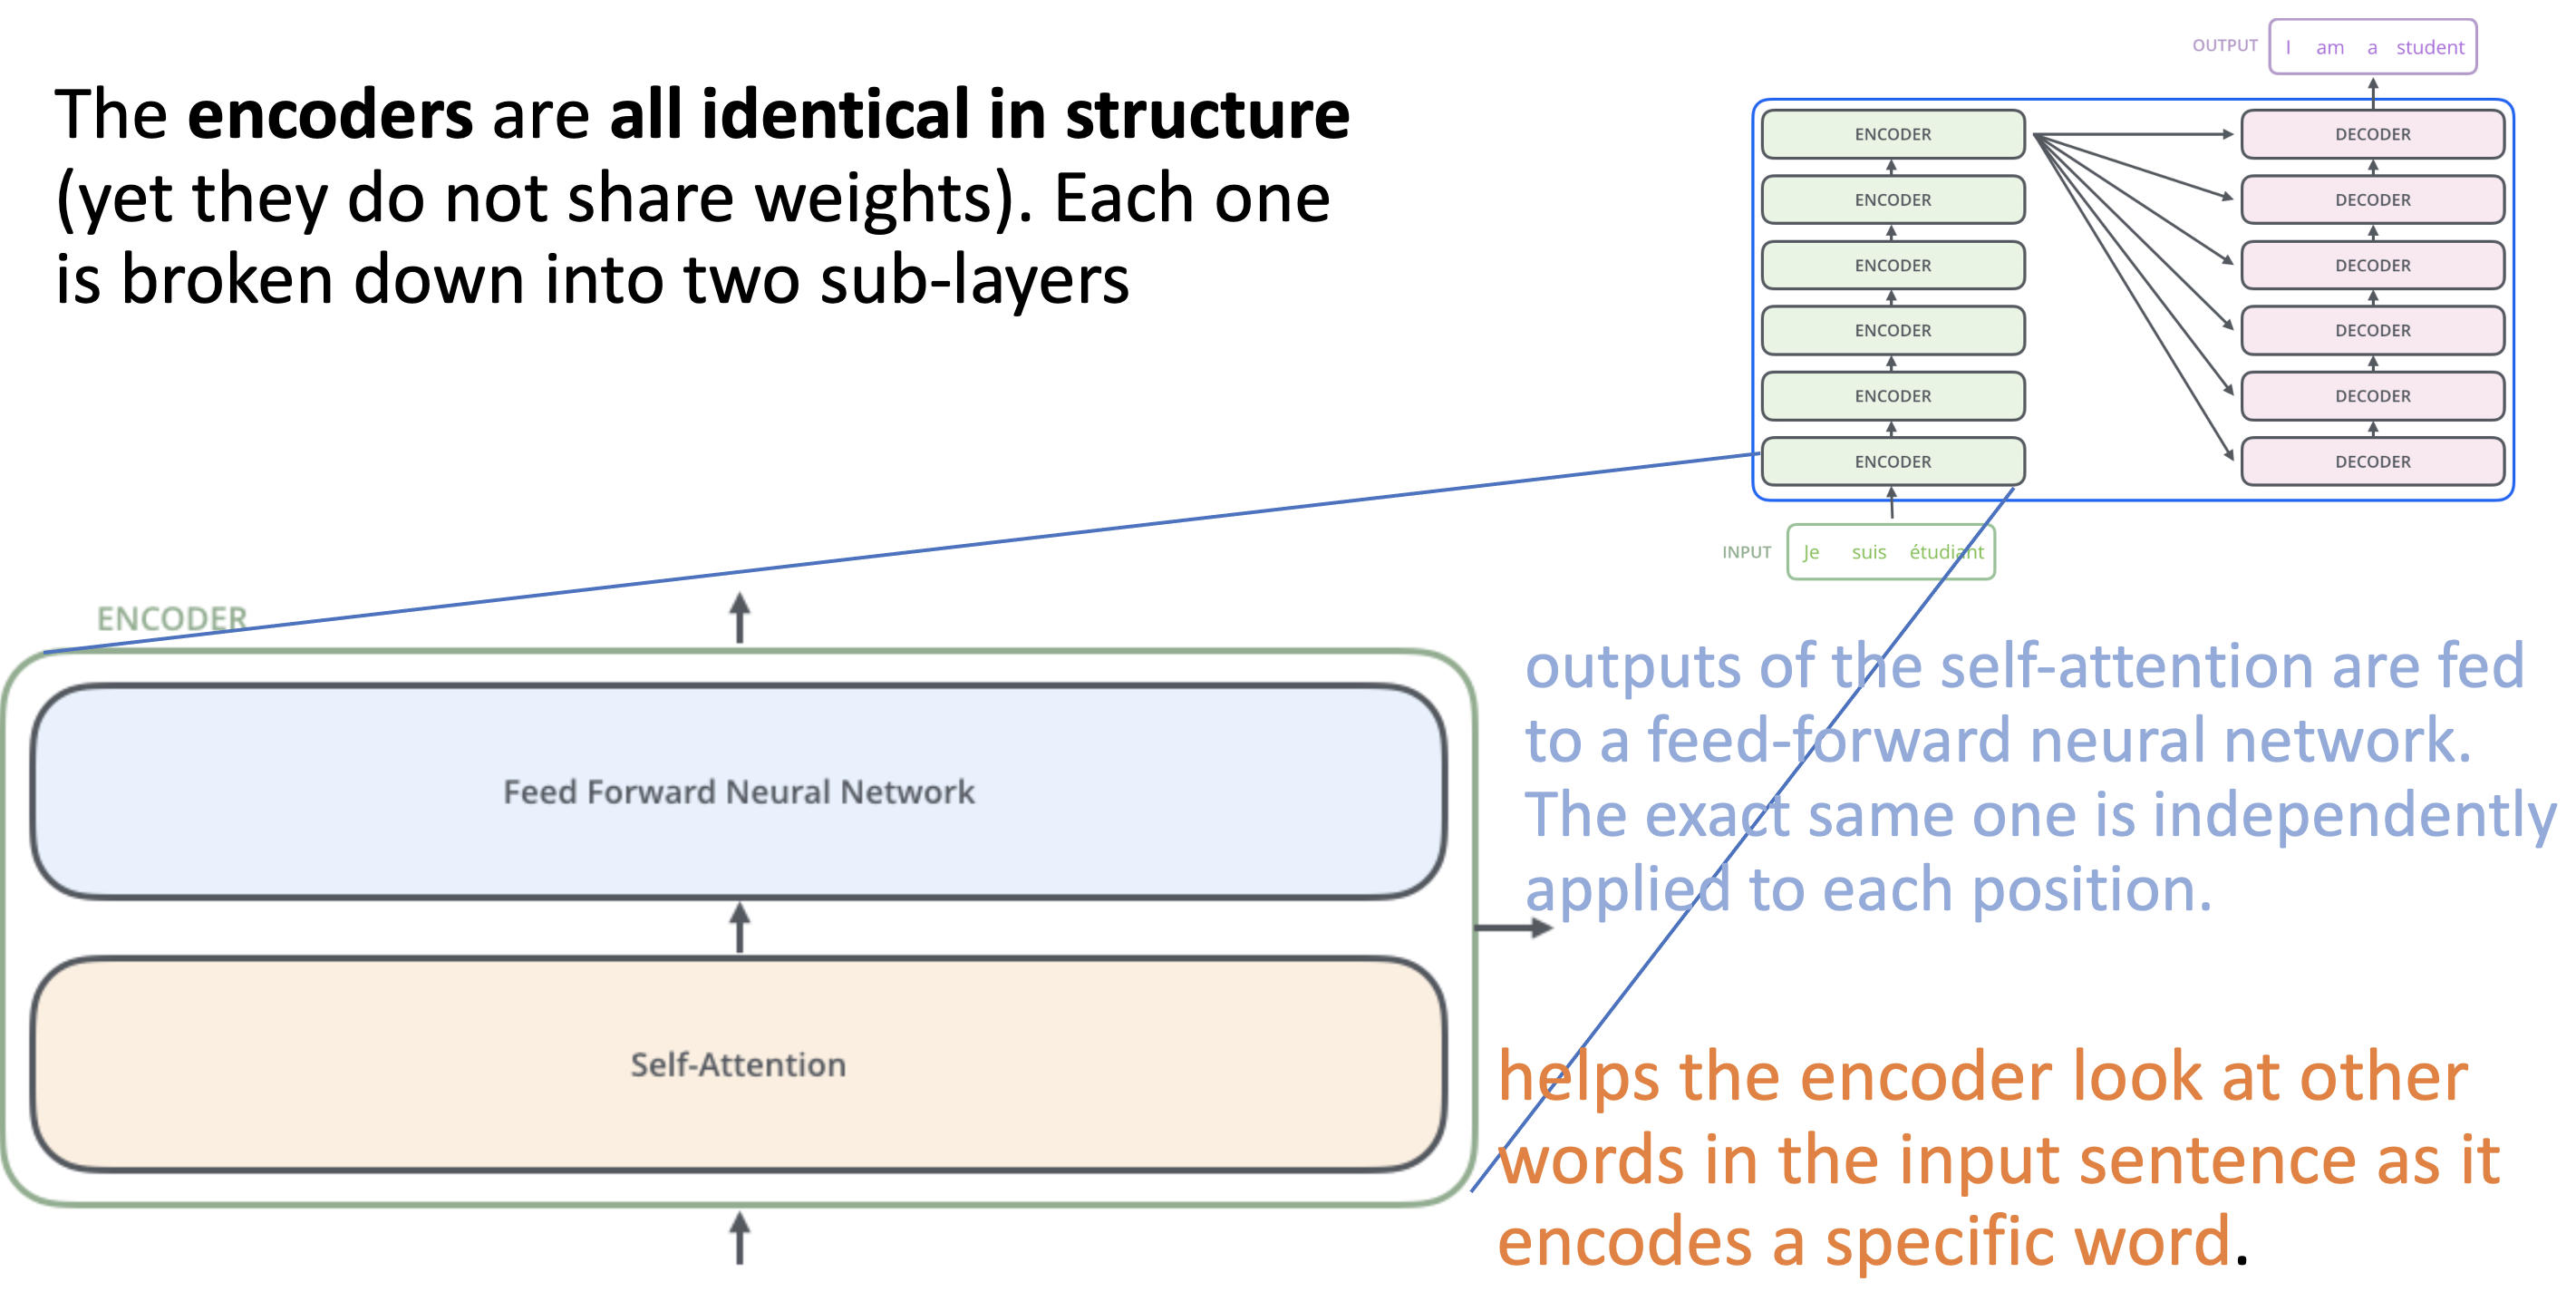 The encoders are all identical in structure
(yet they do not share weights). Each one
is broken down into two sub-layers
OUTPUT I am a student
ENCODER DECODER
ENCODER DECODER
ENCODER DECODER
ENCODER DECODER
ENCODER DECODER
ENCODER DECODER
INPUT Je suis étudiant
ENCODER
Feed Forward Neural Network
Self-Attention
outputs of the self-attention are fed
to a feed-forward neural network.
The exact same one is independently
applied to each position.
helps the encoder look at other
words in the input sentence as it
encodes a specific word.